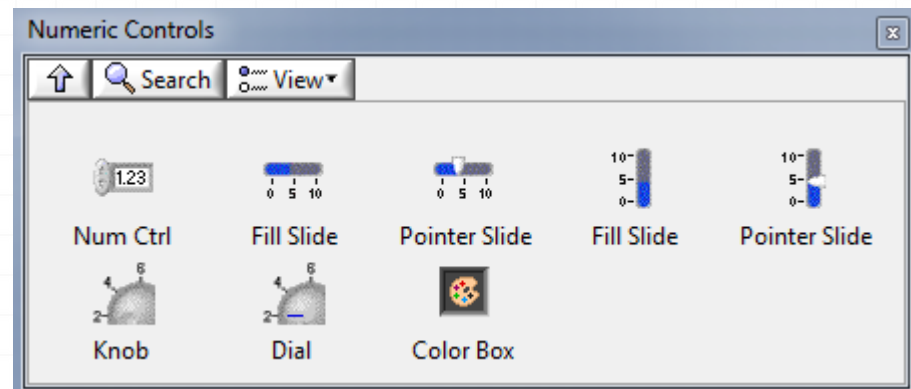 Numeric Controls
Search View
1.23
0 5 10
0 5 10
10-
5-
0-
10-
5-
0-
Num Ctrl Fill Slide Pointer Slide Fill Slide Pointer Slide
6
4
2-
6
4
2-
Knob Dial Color Box